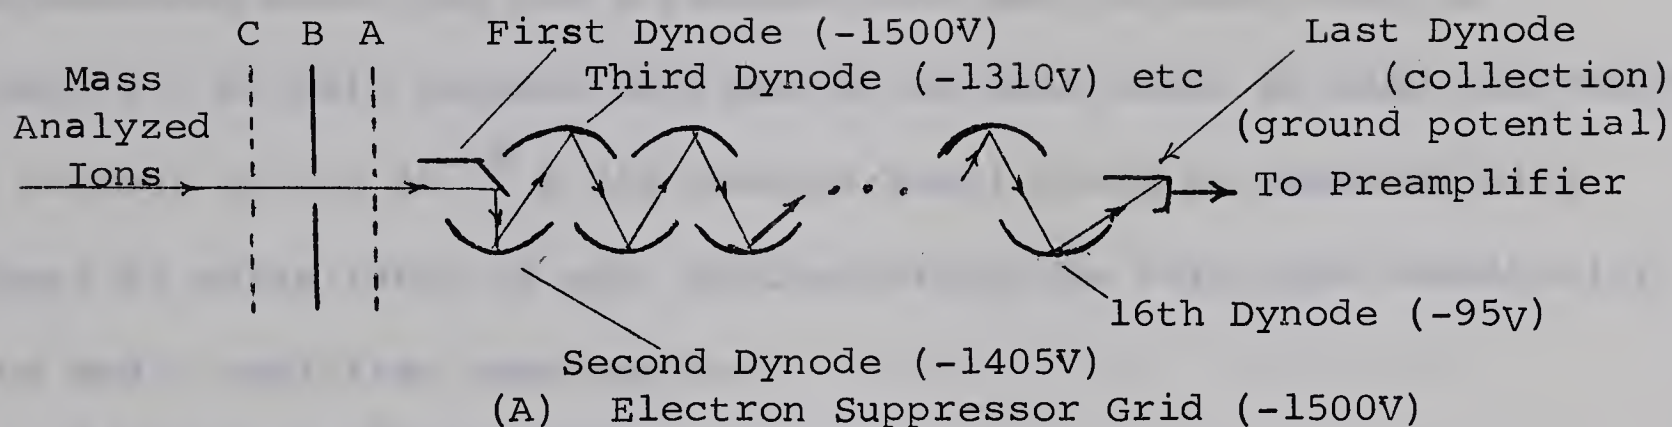 C B A First Dynode (-1500V) Last Dynode
Mass Third Dynode (-1310V) etc (collection)
Analyzed (ground potential)
Ions To Preamplifier
16th Dynode (-95V)
Second Dynode (-1405V)
(A) Electron Suppressor Grid (-1500V)